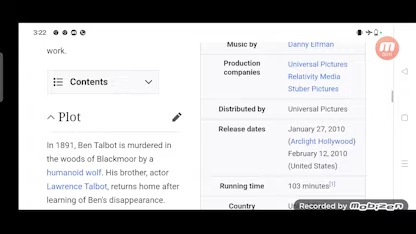 3:22
work.
Contents
Plot
In 1891, Ben Talbot is murdered in
the woods of Blackmoor by a
humanoid wolf. His brother, actor
Lawrence Talbot, returns home after
learning of Ben's disappearance.
Music by Danny Elfman
Production companies
Universal Pictures
Relativity Media
Stuber Pictures
Distributed by Universal Pictures
Release dates
January 27, 2010
(Arclight Hollywood)
February 12, 2010
(United States)
Running time 103 minutes[1]
Country
Recorded by Mobizen